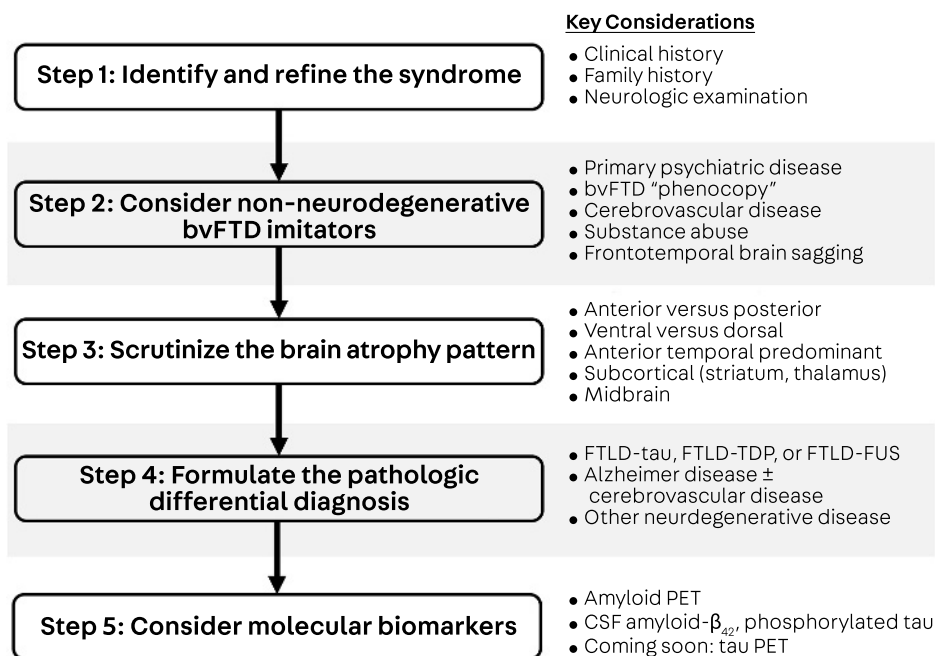 Key Considerations
Step 1: Identify and refine the syndrome
● Clinical history
● Family history
● Neurologic examination
Step 2: Consider non-neurodegenerative
bvFTD imitators
● Primary psychiatric disease
● bvFTD “phenocopy”
● Cerebrovascular disease
● Substance abuse
● Frontotemporal brain sagging
Step 3: Scrutinize the brain atrophy pattern
● Anterior versus posterior
● Ventral versus dorsal
● Anterior temporal predominant
● Subcortical (striatum, thalamus)
● Midbrain
Step 4: Formulate the pathologic
differential diagnosis
● FTLD-tau, FTLD-TDP, or FTLD-FUS
● Alzheimer disease ±
cerebrovascular disease
● Other neurdegenerative disease
Step 5: Consider molecular biomarkers
● Amyloid PET
● CSF amyloid-β₄₂, phosphorylated tau
● Coming soon: tau PET